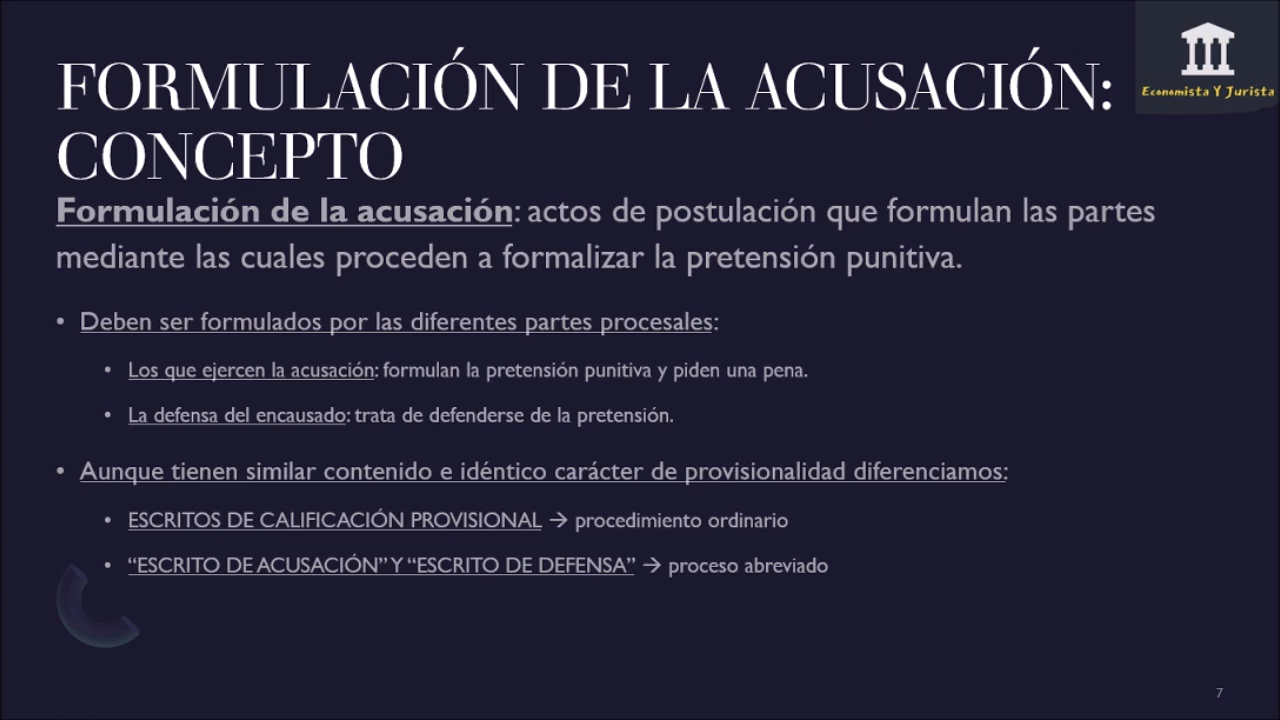 FORMULACIÓN DE LA ACUSACIÓN:
CONCEPTO
Economista Y Jurista
Formulación de la acusación: actos de postulación que formulan las partes
mediante las cuales proceden a formalizar la pretensión punitiva.
• Deben ser formulados por las diferentes partes procesales:
• Los que ejercen la acusación: formulan la pretensión punitiva y piden una pena.
• La defensa del encausado: trata de defenderse de la pretensión.
• Aunque tienen similar contenido e idéntico carácter de provisionalidad diferenciamos:
• ESCRITOS DE CALIFICACIÓN PROVISIONAL → procedimiento ordinario
• “ESCRITO DE ACUSACIÓN” Y “ESCRITO DE DEFENSA” → proceso abreviado
7